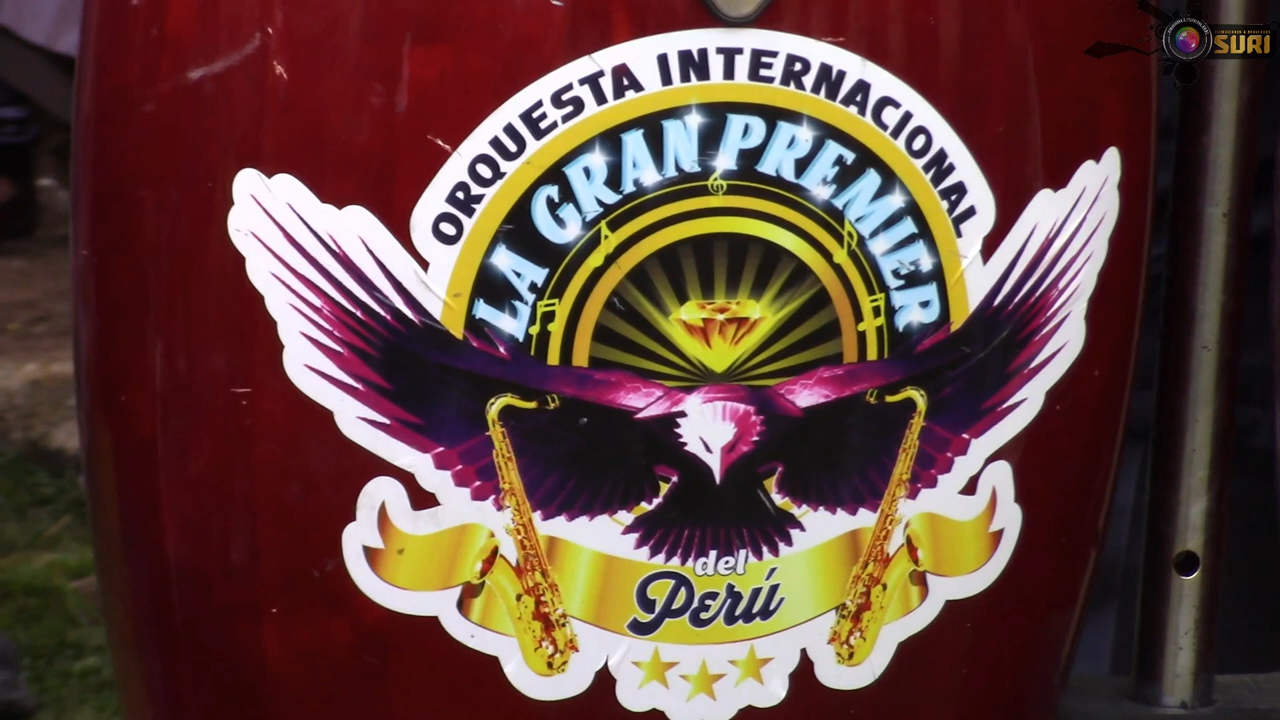 ORQUESTA INTERNACIONAL
LA GRAN PREMIER
del
Perú
SURI